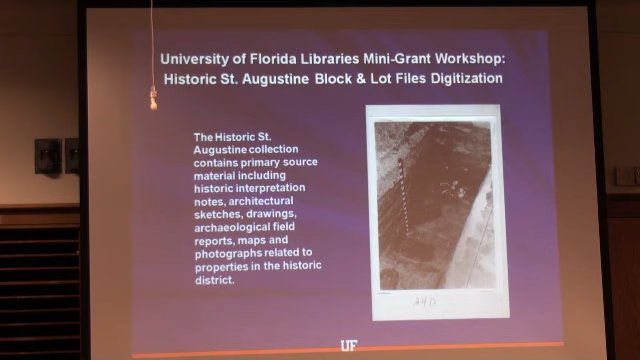 University of Florida Libraries Mini-Grant Workshop:
Historic St. Augustine Block & Lot Files Digitization
The Historic St.
Augustine collection
contains primary source
material including
historic interpretation
notes, architectural
sketches, drawings,
archaeological field
reports, maps and
photographs related to
properties in the historic
district.
UF